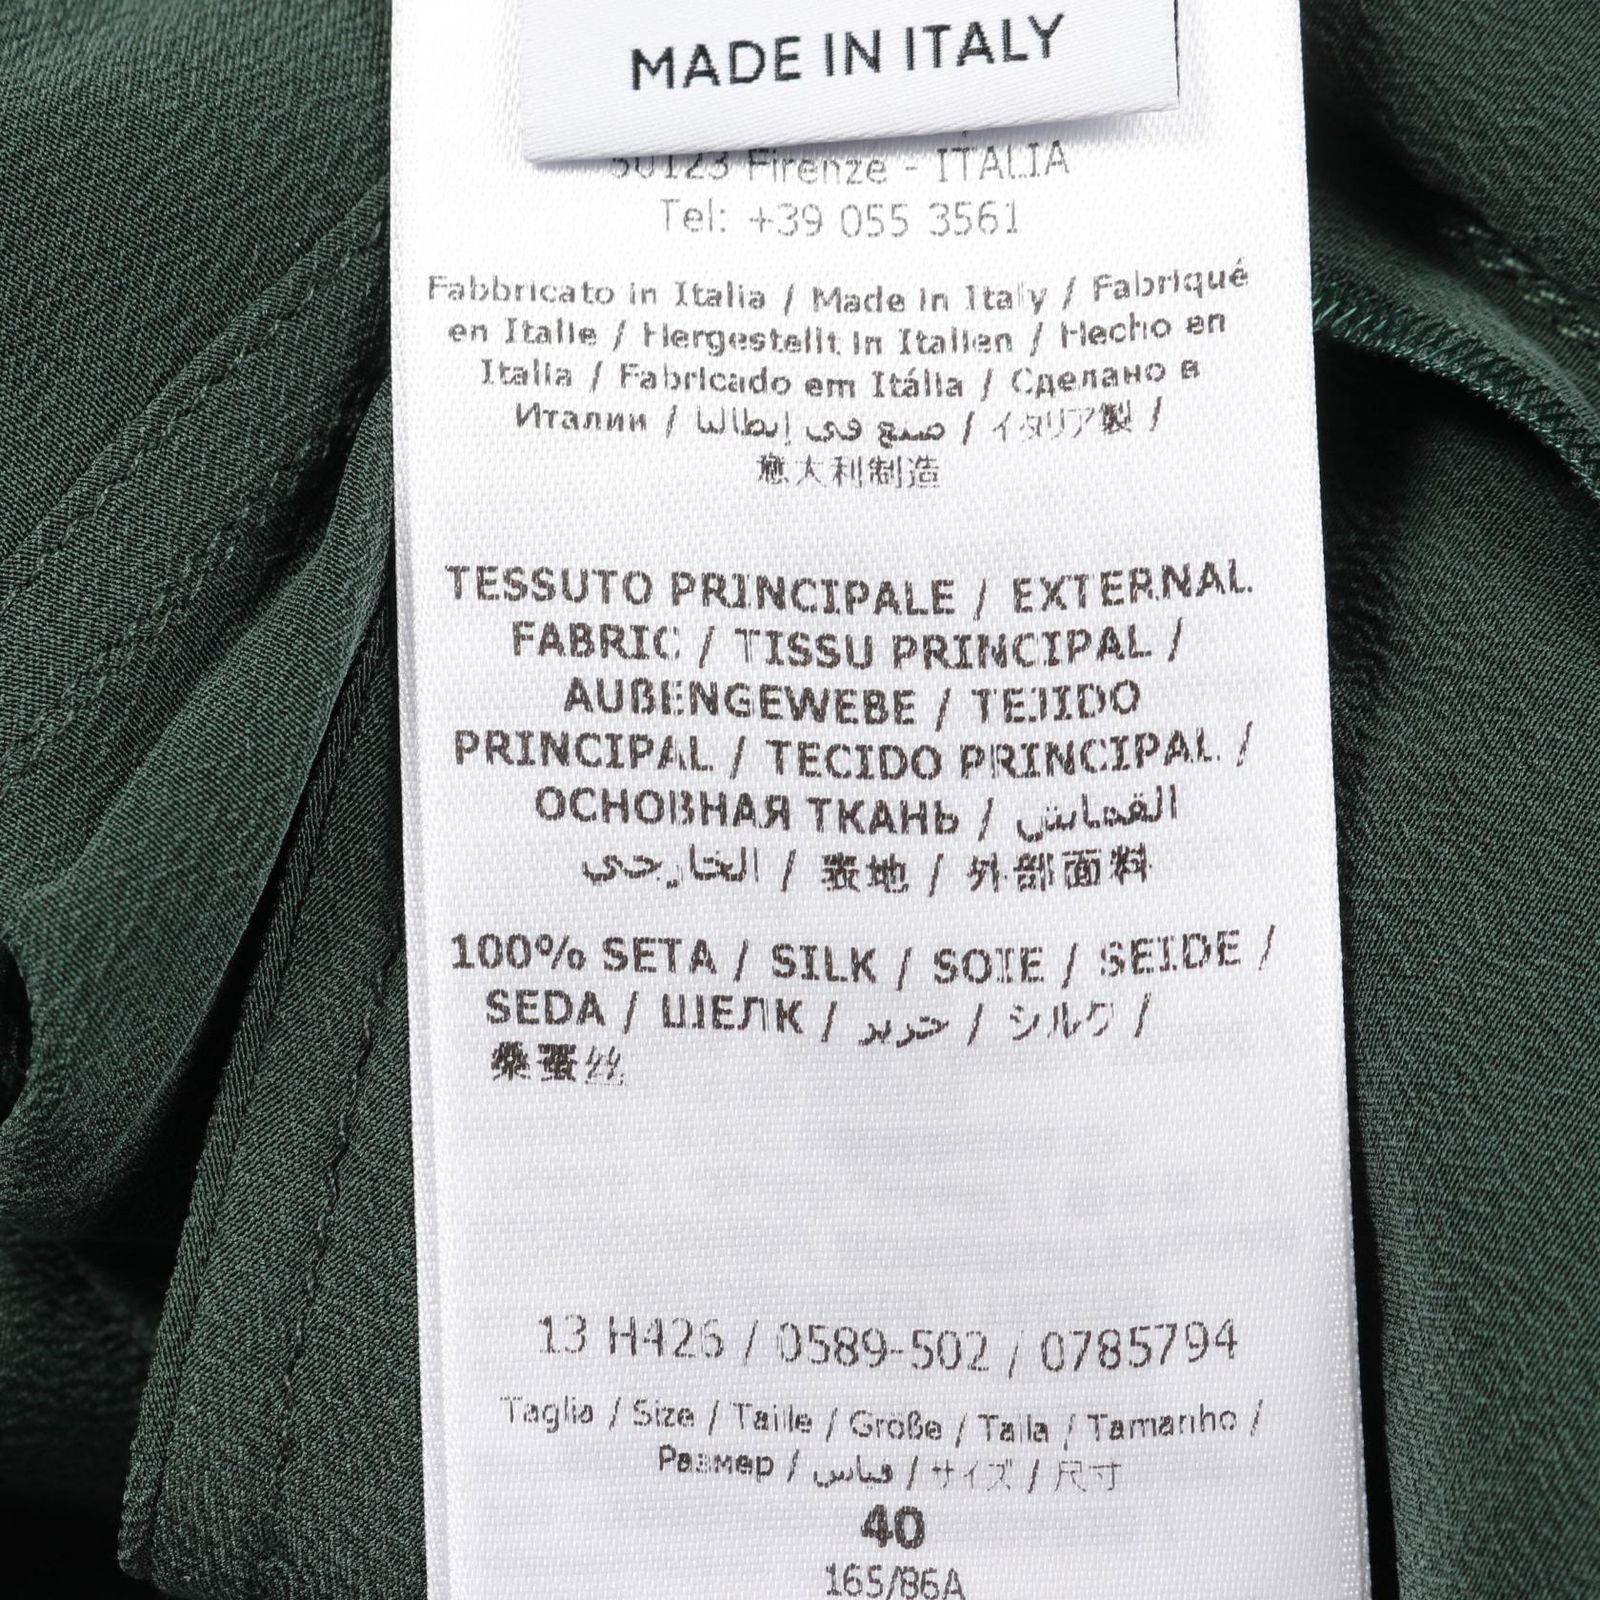 MADE IN ITALY
50123 Firenze - ITALIA
Tel: +39 055 3561
Fabbricato in Italia / Made in Italy / Fabriqué
en Italie / Hergestellt in Italien / Hecho en
Italia / Fabricado em Itália / Сделано в
Италии / صنع في إيطاليا / イタリア製 /
意大利制造
TESSUTO PRINCIPALE / EXTERNAL
FABRIC / TISSU PRINCIPAL /
AUßENGEWEBE / TEJIDO
PRINCIPAL / TECIDO PRINCIPAL /
ОСНОВНАЯ ТКАНЬ / القماش
الخارجي / 表地 / 外部面料
100% SETA / SILK / SOIE / SEIDE /
SEDA / ШЕЛК / حرير / シルク /
桑蚕丝
13 H426 / 0589-502 / 0785794
Taglia / Size / Taille / Größe / Talla / Tamanho /
Размер / قياس / サイズ / 尺寸
40
165/86A